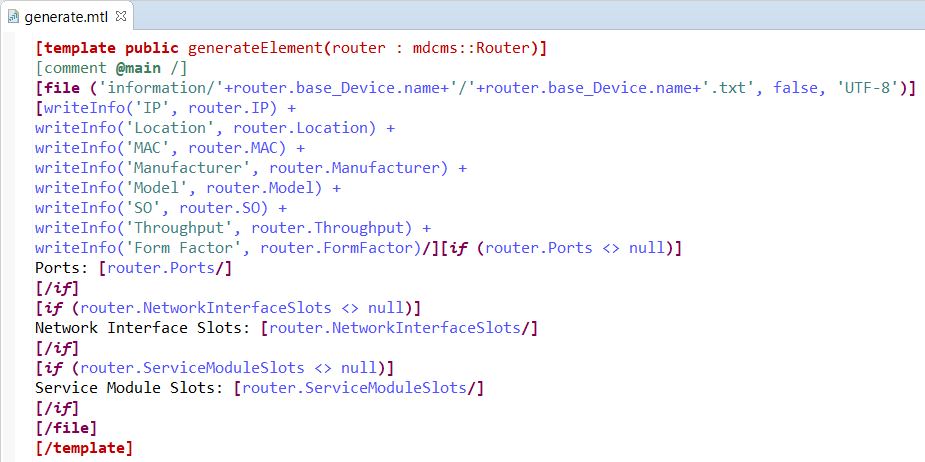 generate.mtl
[template public generateElement(router : mdcms::Router)]
[comment @main /]
[file ('information/'+router.base_Device.name+'/'+router.base_Device.name+'.txt', false, 'UTF-8')]
[writeInfo('IP', router.IP) +
writeInfo('Location', router.Location) +
writeInfo('MAC', router.MAC) +
writeInfo('Manufacturer', router.Manufacturer) +
writeInfo('Model', router.Model) +
writeInfo('SO', router.SO) +
writeInfo('Throughput', router.Throughput) +
writeInfo('Form Factor', router.FormFactor)/][if (router.Ports <> null)]
Ports: [router.Ports/]
[/if]
[if (router.NetworkInterfaceSlots <> null)]
Network Interface Slots: [router.NetworkInterfaceSlots/]
[/if]
[if (router.ServiceModuleSlots <> null)]
Service Module Slots: [router.ServiceModuleSlots/]
[/if]
[/file]
[/template]